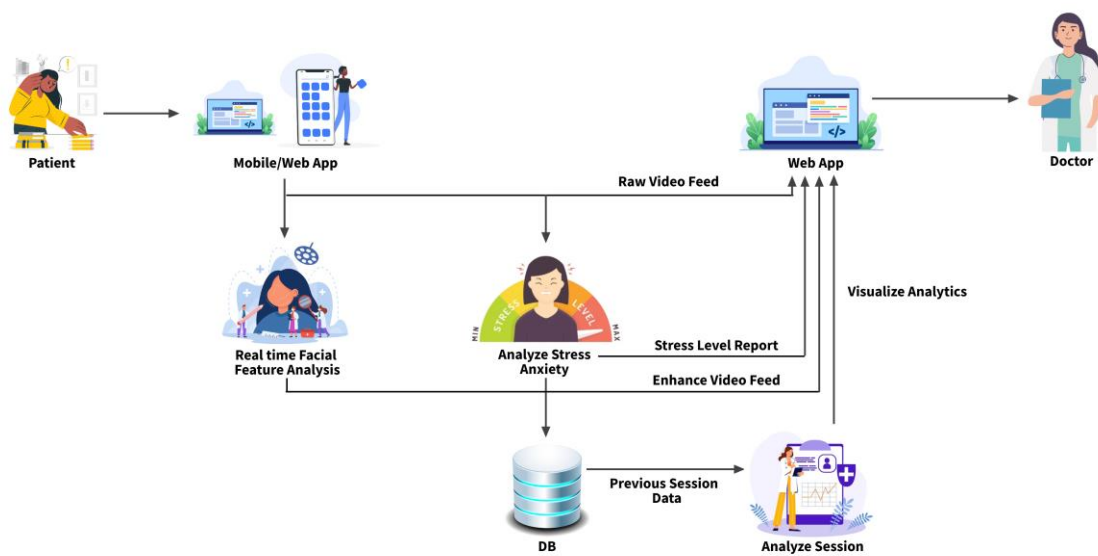 Patient
Mobile/Web App
Web App
Doctor
Raw Video Feed
Real time Facial
Feature Analysis
MIN
STRESS
LEVEL
MAX
Analyze Stress
Anxiety
Stress Level Report
Enhance Video Feed
Visualize Analytics
DB
Previous Session
Data
Analyze Session